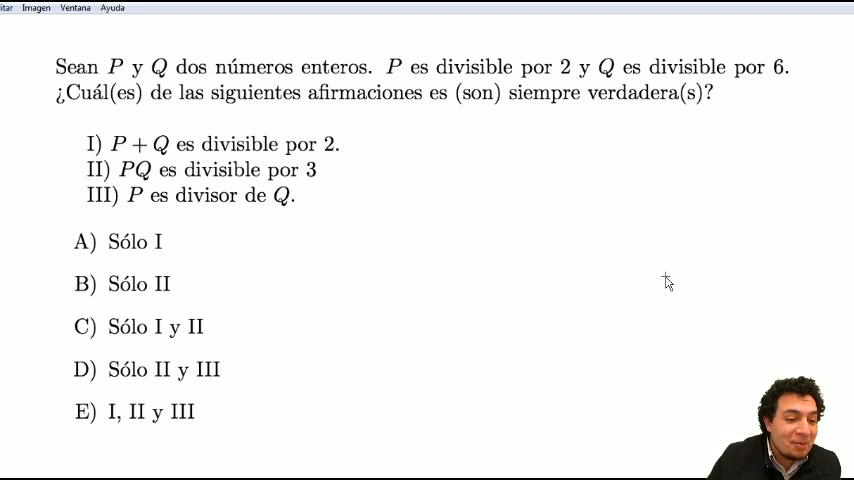 itar Imagen Ventana Ayuda
Sean P y Q dos números enteros. P es divisible por 2 y Q es divisible por 6.
¿Cuál(es) de las siguientes afirmaciones es (son) siempre verdadera(s)?
I) P + Q es divisible por 2.
II) PQ es divisible por 3
III) P es divisor de Q.
A) Sólo I
B) Sólo II
C) Sólo I y II
D) Sólo II y III
E) I, II y III